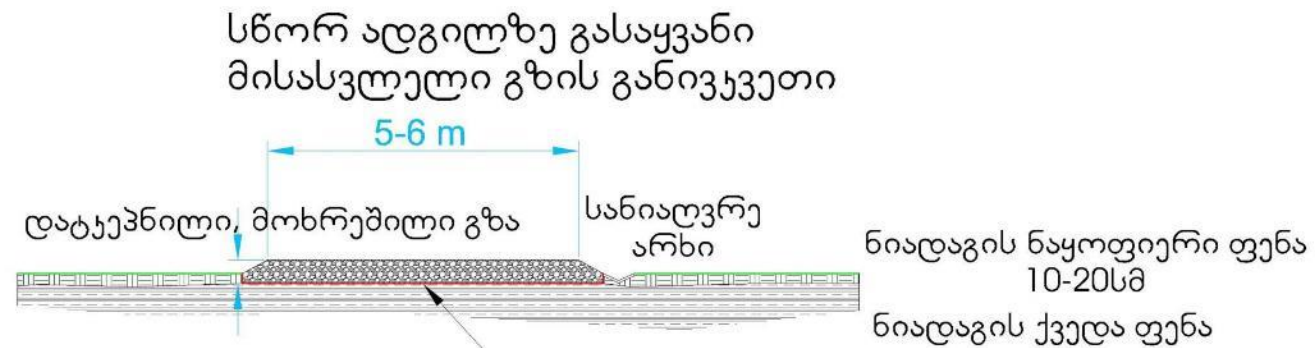 სწორ ადგილზე გასაყვანი
მისასვლელი გზის განივკვეთი
5-6 m
დატკეპნილი, მოხრეშილი გზა
სანიაღვრე
არხი
ნიადაგის ნაყოფიერი ფენა
10-20სმ
ნიადაგის ქვედა ფენა